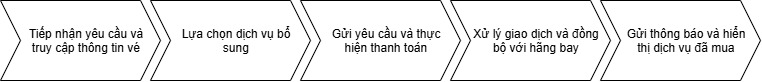 Tiếp nhận yêu cầu và
truy cập thông tin vé
Lựa chọn dịch vụ bổ
sung
Gửi yêu cầu và thực
hiện thanh toán
Xử lý giao dịch và đồng
bộ với hãng bay
Gửi thông báo và hiển
thị dịch vụ đã mua